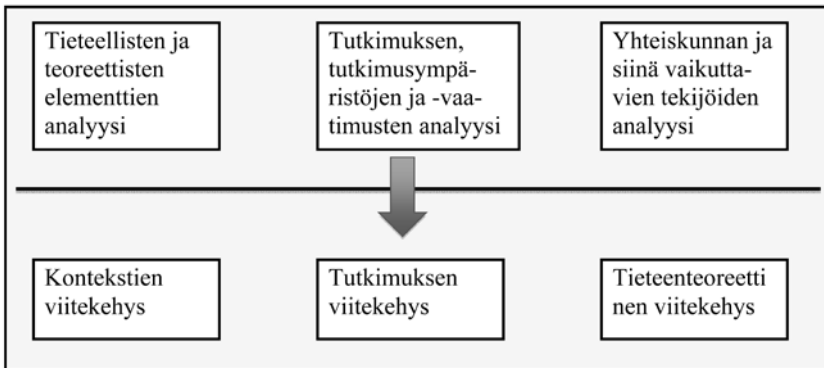 Tieteellisten ja
teoreettisten
elementtien
analyysi
Tutkimuksen,
tutkimusympä-
ristöjen ja -vaa-
timusten analyysi
Yhteiskunnan ja
siinä vaikutta-
vien tekijöiden
analyysi
Kontekstien
viitekehys
Tutkimuksen
viitekehys
Tieteenteoreetti
nen viitekehys